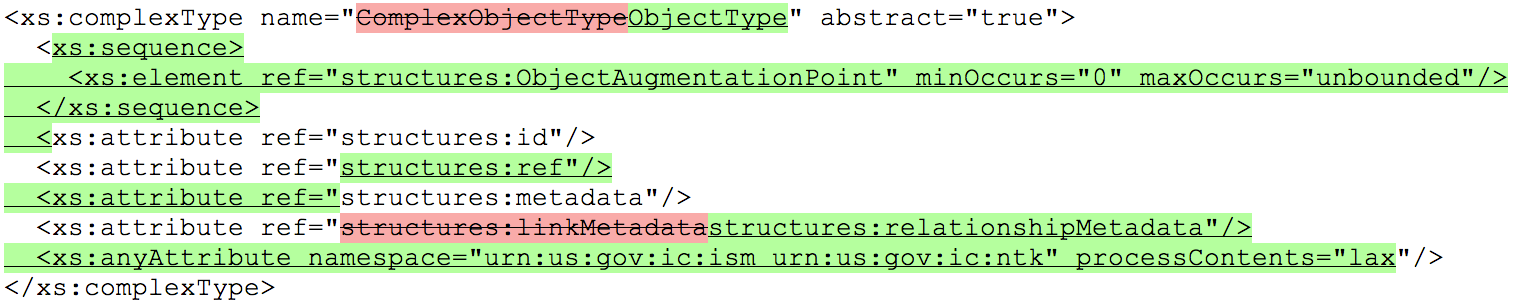 <xs:complexType name="ComplexObjectTypeObjectType" abstract="true">
  <xs:sequence>
    <xs:element ref="structures:ObjectAugmentationPoint" minOccurs="0" maxOccurs="unbounded"/>
  </xs:sequence>
  <xs:attribute ref="structures:id"/>
  <xs:attribute ref="structures:ref"/>
  <xs:attribute ref="structures:metadata"/>
  <xs:attribute ref="structures:linkMetadatastructures:relationshipMetadata"/>
  <xs:anyAttribute namespace="urn:us:gov:ic:ism urn:us:gov:ic:ntk" processContents="lax"/>
</xs:complexType>